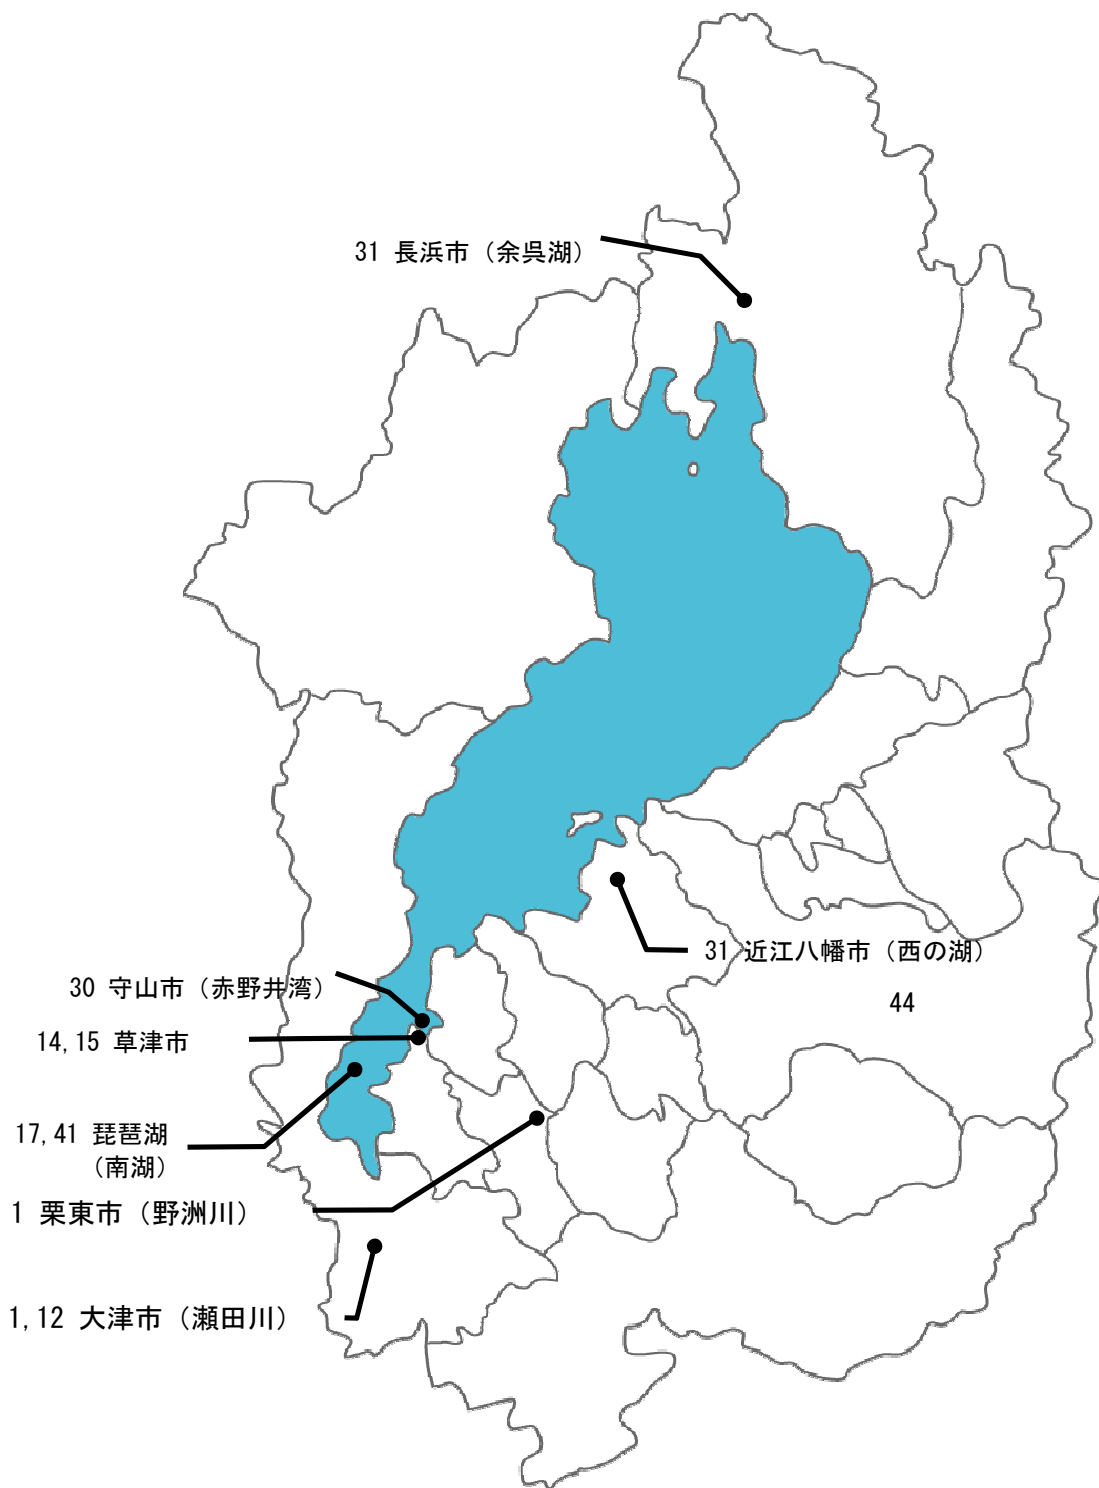 31 長浜市（余呉湖）
31 近江八幡市（西の湖）
30 守山市（赤野井湾）
44
14,15 草津市
17,41 琵琶湖
（南湖）
1 栗東市（野洲川）
1,12 大津市（瀬田川）